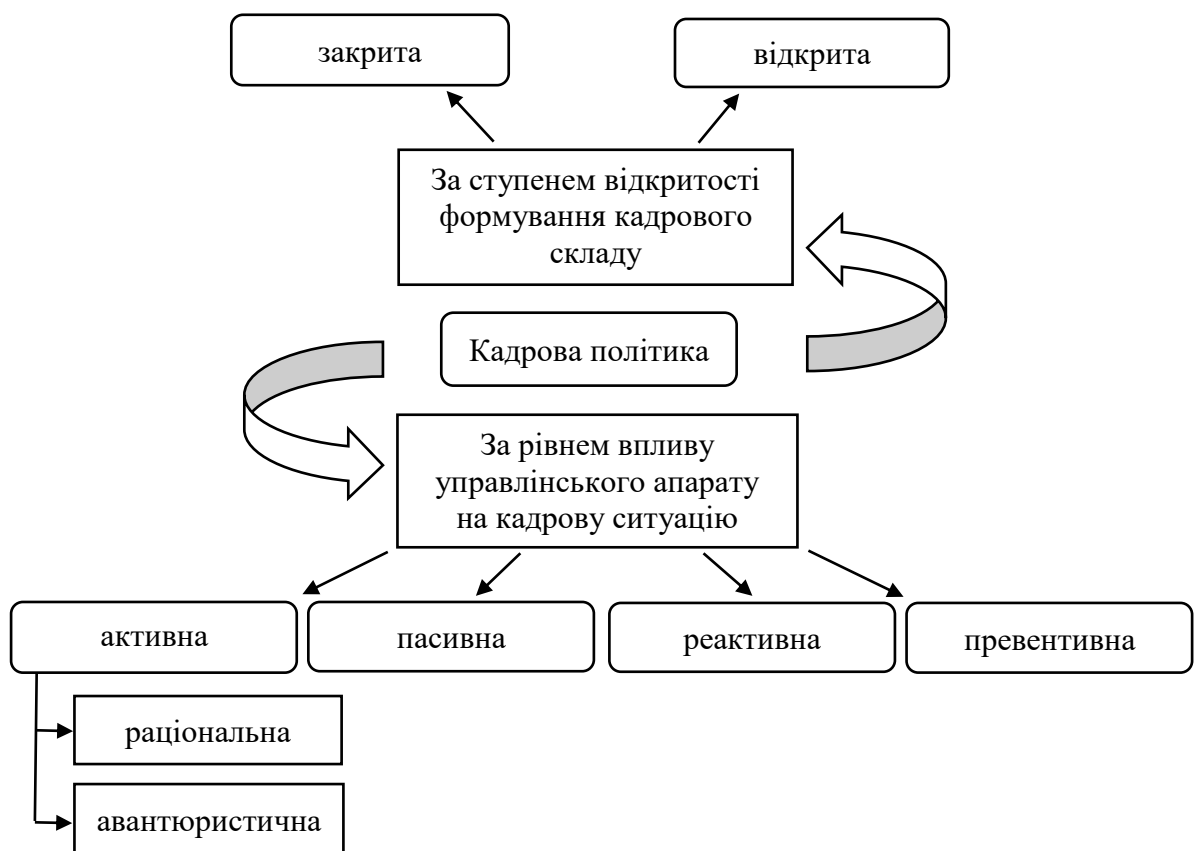 закрита
відкрита
За ступенем відкритості
формування кадрового
складу
Кадрова політика
За рівнем впливу
управлінського апарату
на кадрову ситуацію
активна
пасивна
реактивна
превентивна
раціональна
авантюристична